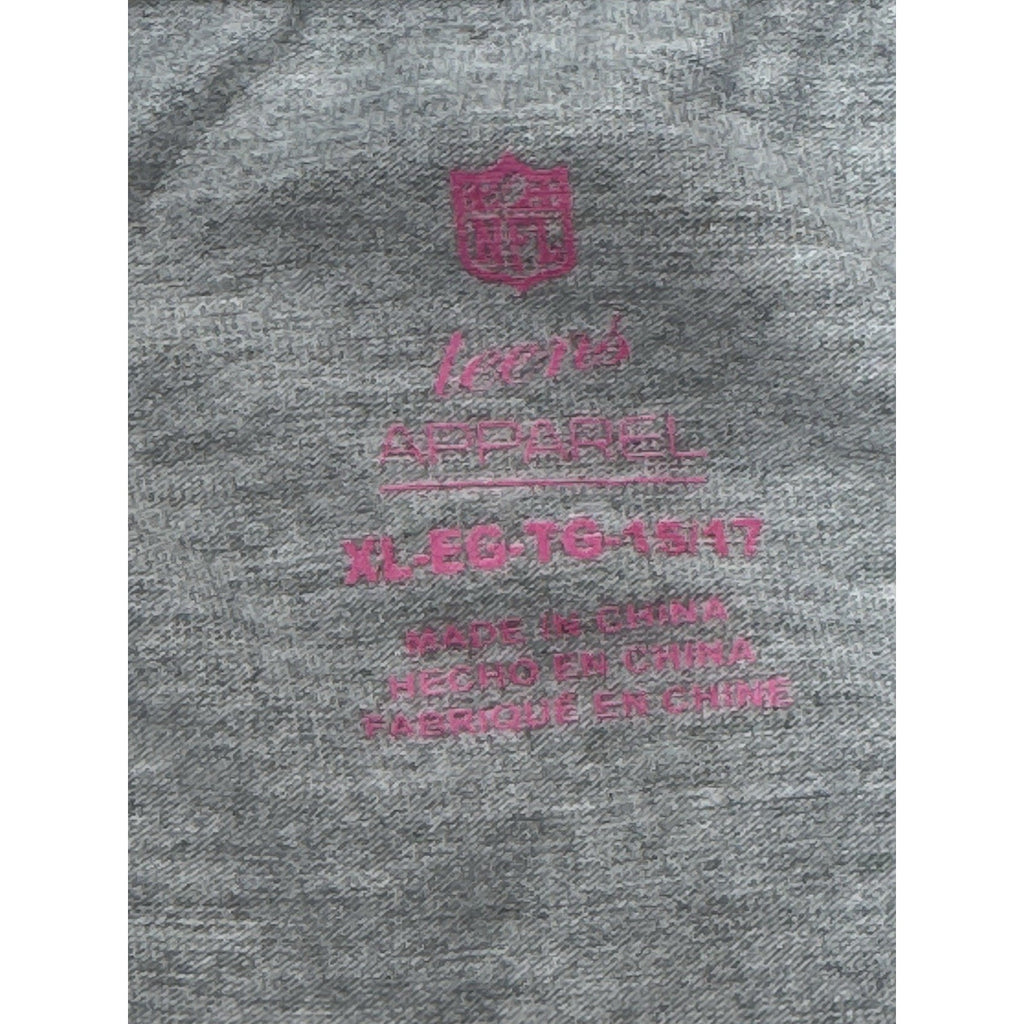 NFL
teens
APPAREL
XL-EG-TG-15/17
MADE IN CHINA
HECHO EN CHINA
FABRIQUÉ EN CHINE